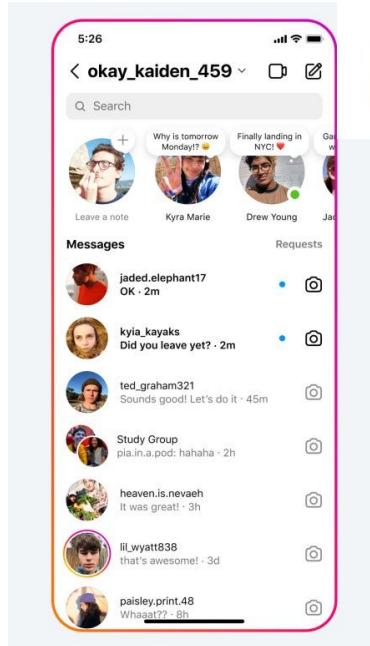 5:26
okay_kaiden_459
Search
Why is tomorrow
Monday!? 😄
Finally landing in
NYC! ❤️
Leave a note
Kyra Marie
Drew Young
Messages
Requests
jaded.elephant17
OK · 2m
kyia_kayaks
Did you leave yet? · 2m
ted_graham321
Sounds good! Let's do it · 45m
Study Group
pia.in.a.pod: hahaha · 2h
heaven.is.nevaeh
It was great! · 3h
lil_wyatt838
that's awesome! · 3d
paisley.print.48
Whaaat?? · 8h